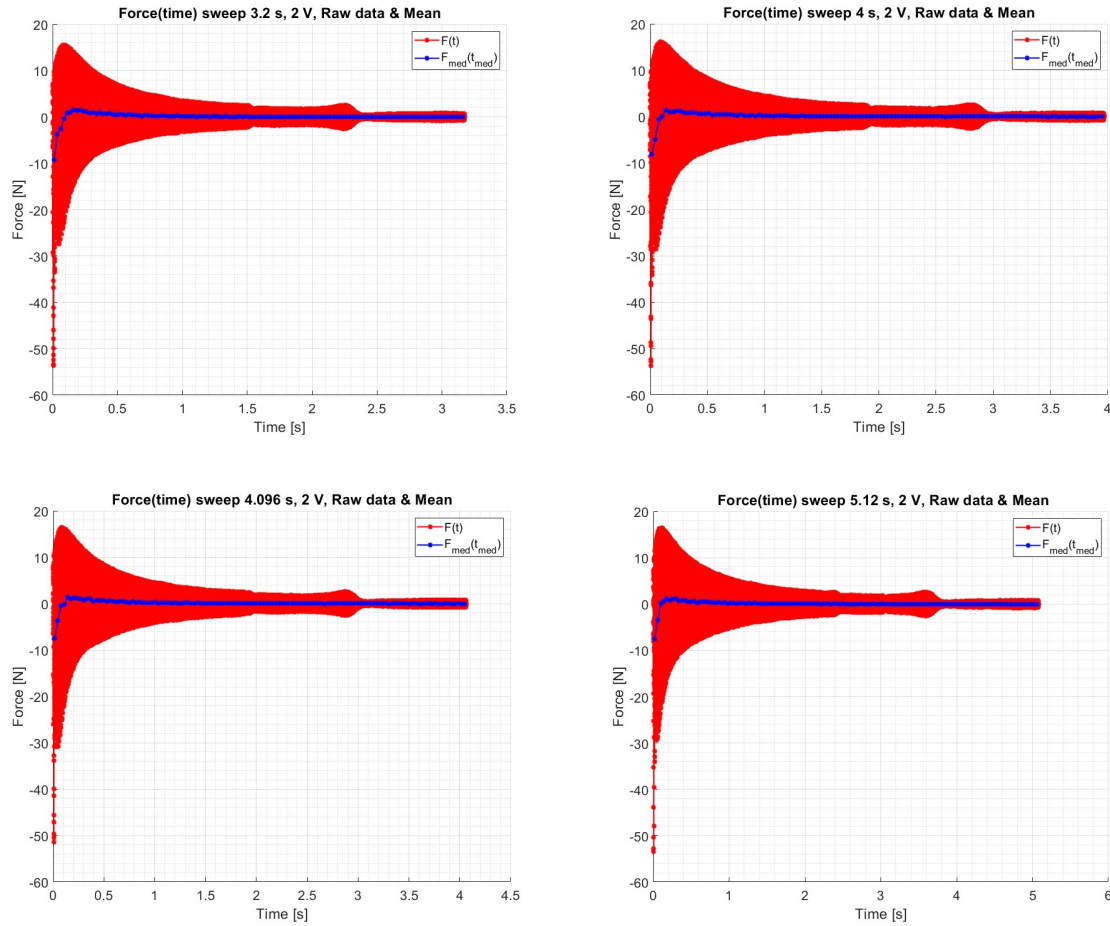 Force(time) sweep 3.2 s, 2 V, Raw data & Mean
F(t)
F_med(t_med)
20
10
0
-10
-20
-30
-40
-50
-60
Force [N]
0 0.5 1 1.5 2 2.5 3 3.5
Time [s]
Force(time) sweep 4 s, 2 V, Raw data & Mean
F(t)
F_med(t_med)
20
10
0
-10
-20
-30
-40
-50
-60
Force [N]
0 0.5 1 1.5 2 2.5 3 3.5 4
Time [s]
Force(time) sweep 4.096 s, 2 V, Raw data & Mean
F(t)
F_med(t_med)
20
10
0
-10
-20
-30
-40
-50
-60
Force [N]
0 0.5 1 1.5 2 2.5 3 3.5 4 4.5
Time [s]
Force(time) sweep 5.12 s, 2 V, Raw data & Mean
F(t)
F_med(t_med)
20
10
0
-10
-20
-30
-40
-50
-60
Force [N]
0 1 2 3 4 5 6
Time [s]